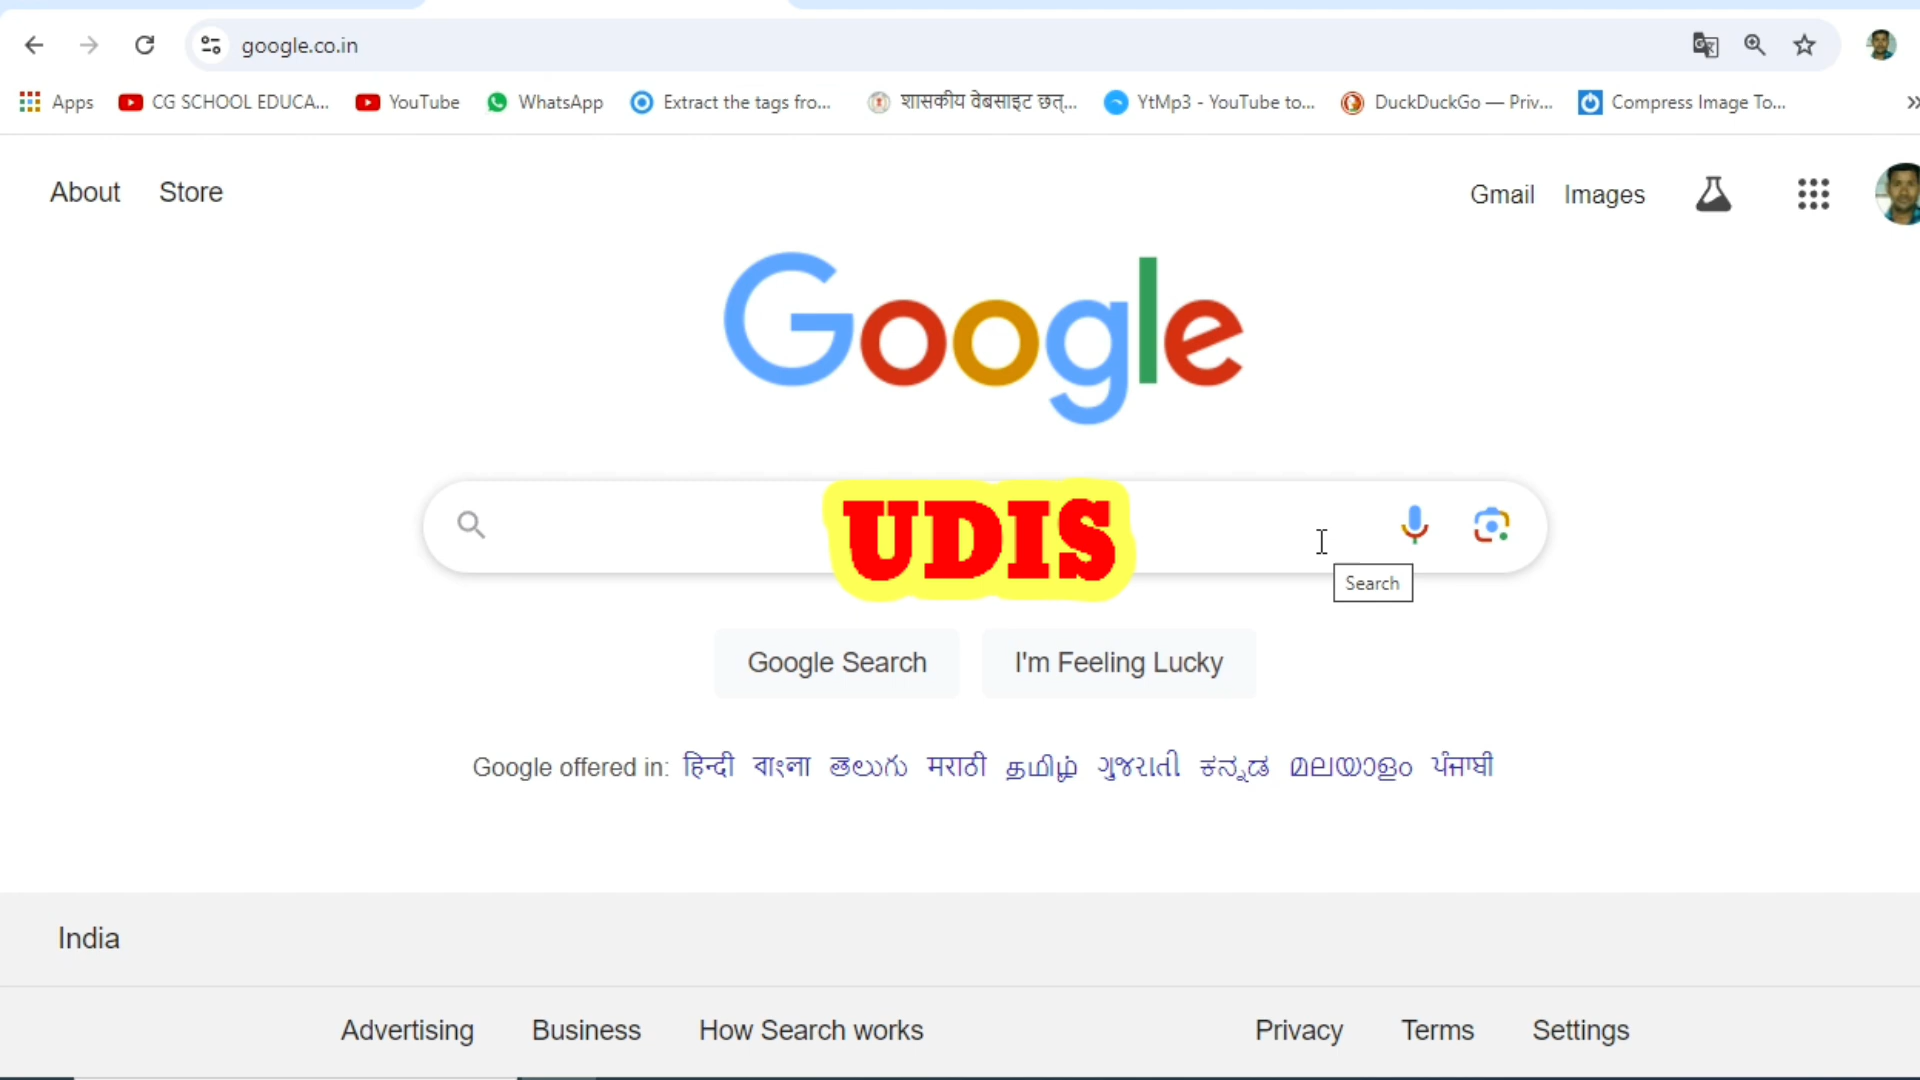 google.co.in
Apps CG SCHOOL EDUCA... YouTube WhatsApp Extract the tags fro... शासकीय वेबसाइट छत्... YtMp3 - YouTube to... DuckDuckGo — Priv... Compress Image To...
About Store Gmail Images
Google
UDIS
Search
Google Search I'm Feeling Lucky
Google offered in: हिन्दी বাংলা తెలుగు मराठी தமிழ் ગુજરાતી ಕನ್ನಡ മലയാളം ਪੰਜਾਬੀ
India
Advertising Business How Search works Privacy Terms Settings